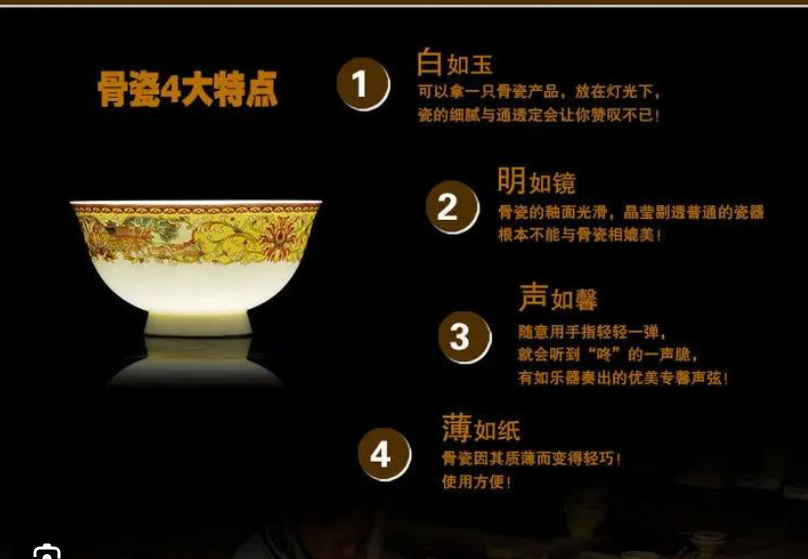 骨瓷4大特点
1
白如玉
可以拿一只骨瓷产品，放在灯光下，
瓷的细腻与通透定会让你赞叹不已！
2
明如镜
骨瓷的釉面光滑，晶莹剔透普通的瓷器
根本不能与骨瓷相媲美！
3
声如馨
随意用手指轻轻一弹，
就会听到“咚”的一声脆，
有如乐器奏出的优美专馨声弦！
4
薄如纸
骨瓷因其质薄而变得轻巧！
使用方便！